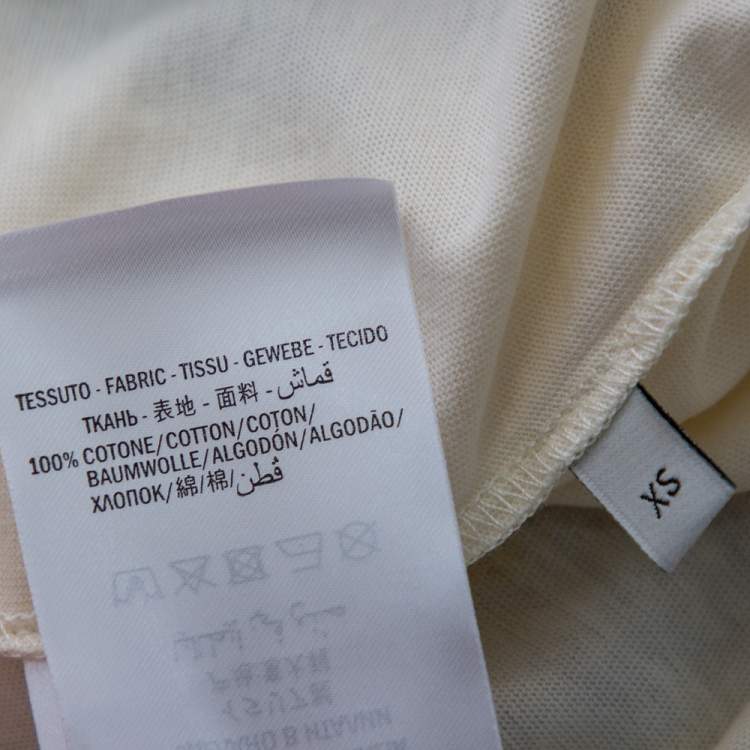 TESSUTO - FABRIC - TISSU - GEWEBE - TECIDO
ТКАНЬ - 表地 - 面料 - قماش
100% COTONE/COTTON/COTON/
BAUMWOLLE/ALGODÓN/ALGODÃO/
ХЛОПОК/綿/棉/قطن
XS